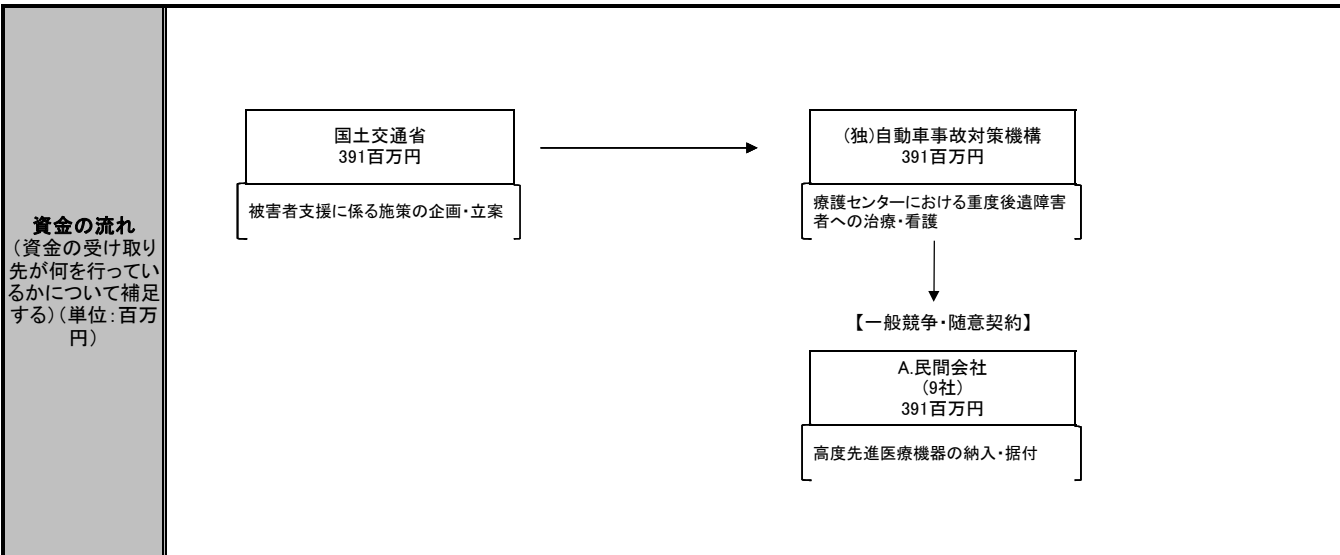 資金の流れ
（資金の受け取り
先が何を行ってい
るかについて補足
する）（単位：百万
円）
国土交通省
391百万円
被害者支援に係る施策の企画・立案
（独）自動車事故対策機構
391百万円
療護センターにおける重度後遺障害
者への治療・看護
【一般競争・随意契約】
A.民間会社
（9社）
391百万円
高度先進医療機器の納入・据付